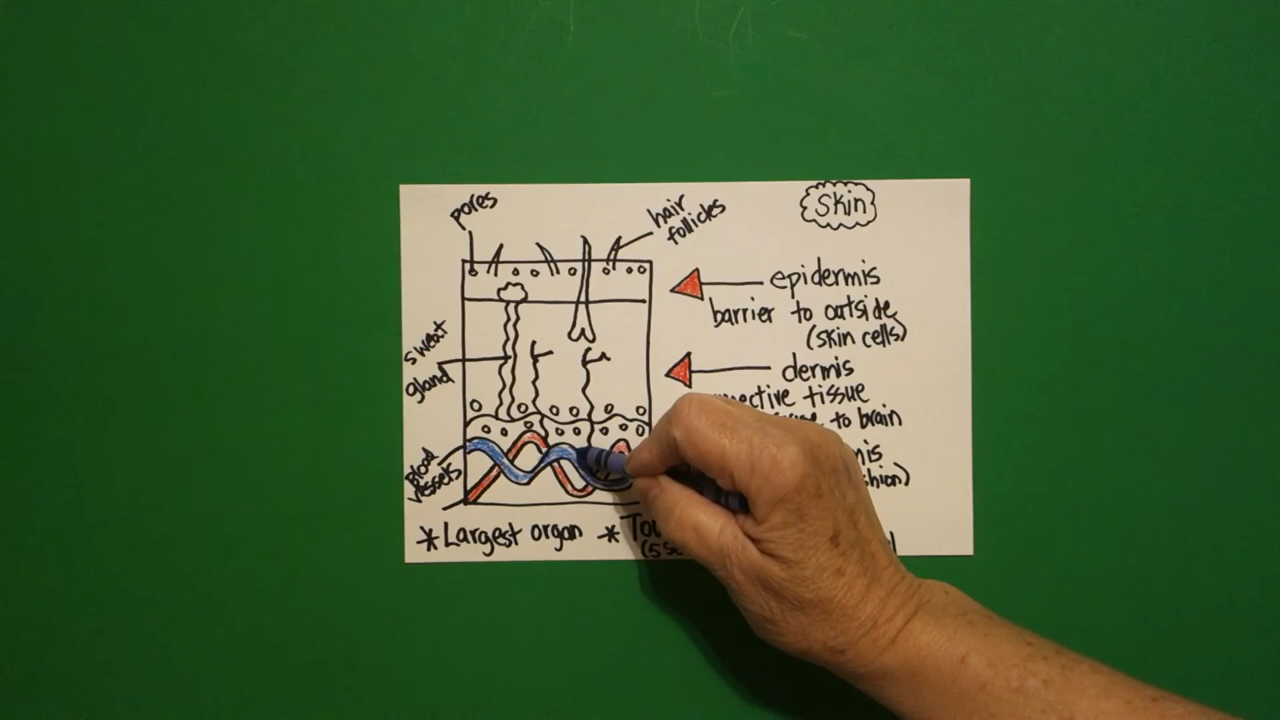 pores
hair
follicles
Skin
epidermis
barrier to outside
(skin cells)
sweat
gland
dermis
tissue
to brain
Blood
vessels
*Largest organ *